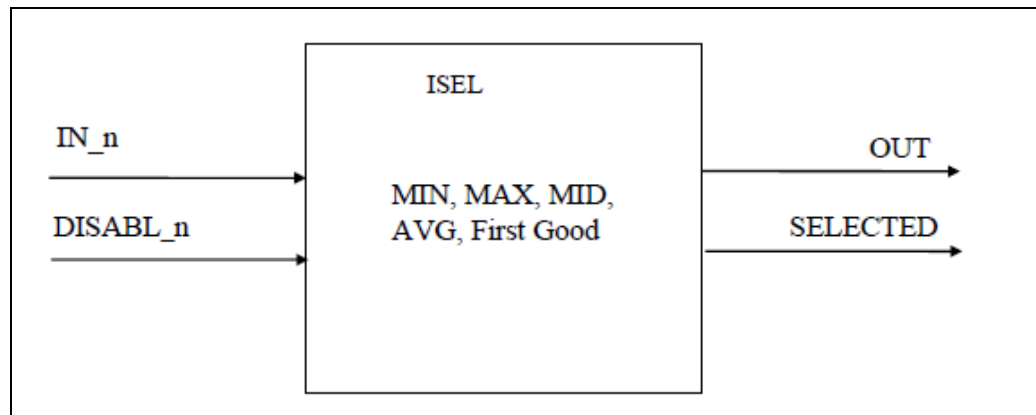 ISEL
IN_n
DISABL_n
MIN, MAX, MID,
AVG, First Good
OUT
SELECTED